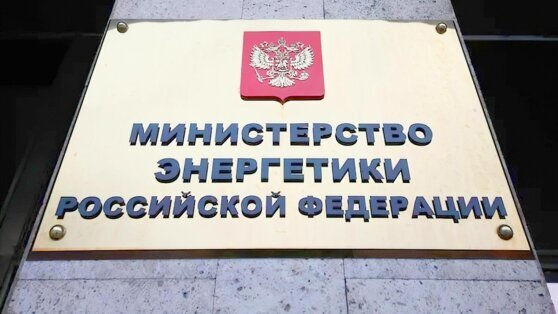 МИНИСТЕРСТВО
ЭНЕРГЕТИКИ
РОССИЙСКОЙ ФЕДЕРАЦИИ